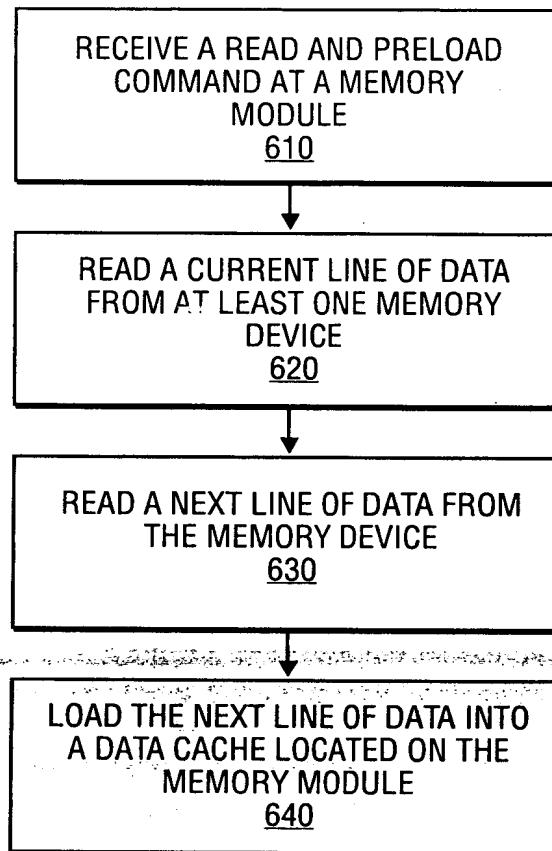 RECEIVE A READ AND PRELOAD
COMMAND AT A MEMORY
MODULE
610
READ A CURRENT LINE OF DATA
FROM AT LEAST ONE MEMORY
DEVICE
620
READ A NEXT LINE OF DATA FROM
THE MEMORY DEVICE
630
LOAD THE NEXT LINE OF DATA INTO
A DATA CACHE LOCATED ON THE
MEMORY MODULE
640